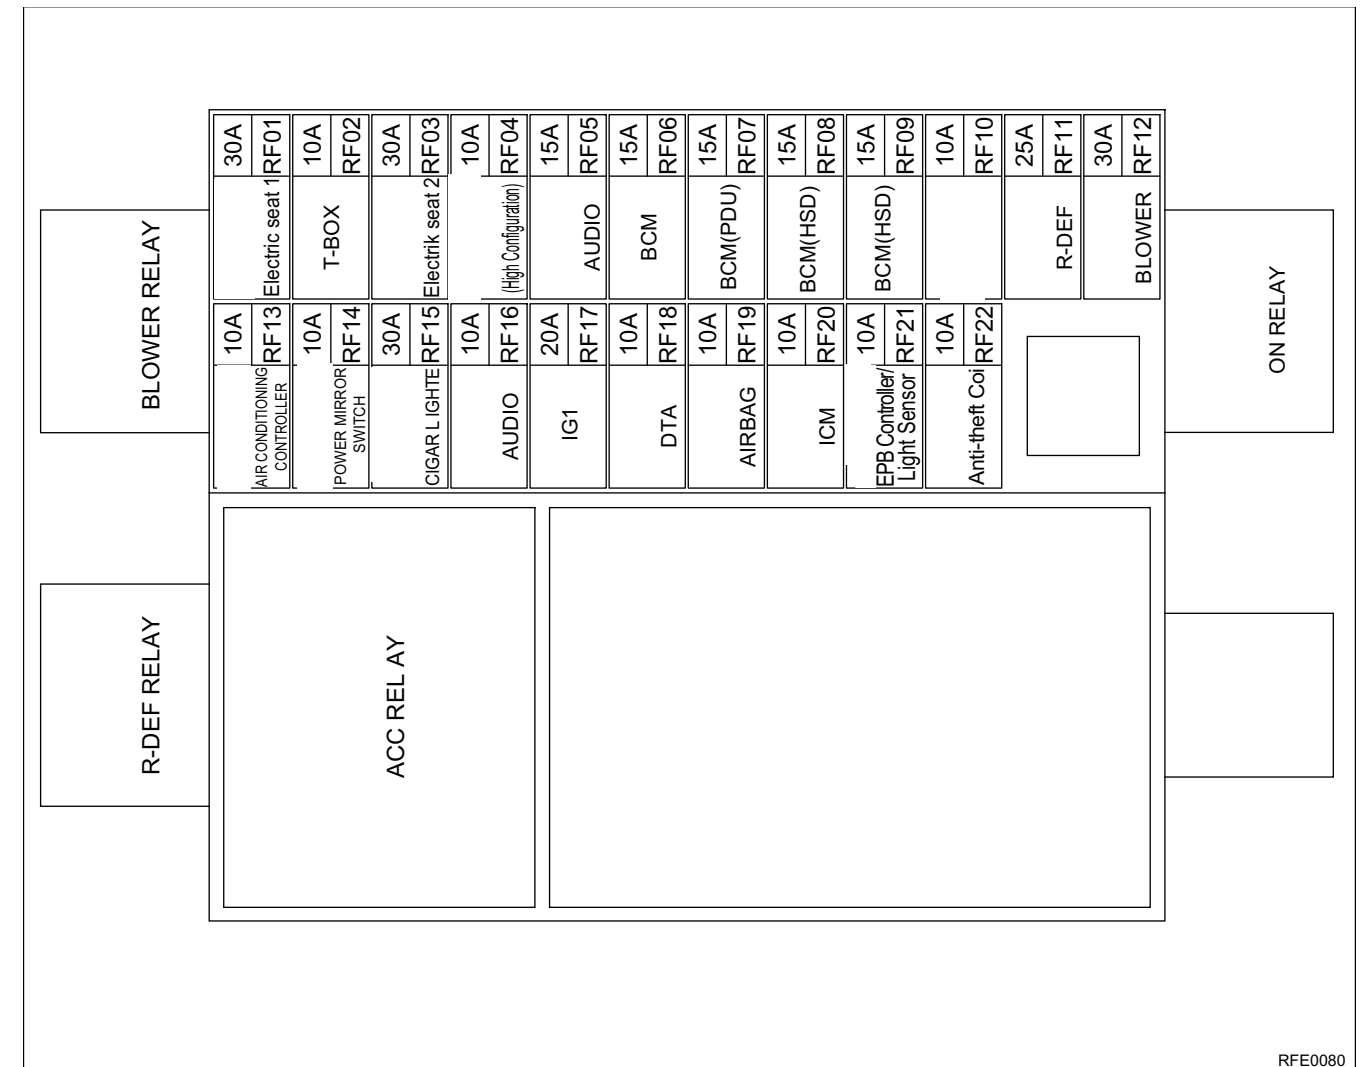 30A
RF01
Electric seat 1
10A
RF02
T-BOX
30A
RF03
Electrik seat 2
10A
RF04
(High Configuration)
15A
RF05
AUDIO
15A
RF06
BCM
15A
RF07
BCM(PDU)
15A
RF08
BCM(HSD)
15A
RF09
BCM(HSD)
10A
RF10
25A
RF11
R-DEF
30A
RF12
BLOWER
10A
RF13
AIR CONDITIONING
CONTROLLER
10A
RF14
POWER MIRROR
SWITCH
30A
RF15
CIGAR L IGHTE
10A
RF16
AUDIO
20A
RF17
IG1
10A
RF18
DTA
10A
RF19
AIRBAG
10A
RF20
ICM
10A
RF21
EPB Controller/
Light Sensor
10A
RF22
Anti-theft Coi
BLOWER RELAY
ON RELAY
R-DEF RELAY
ACC REL AY
RFE0080